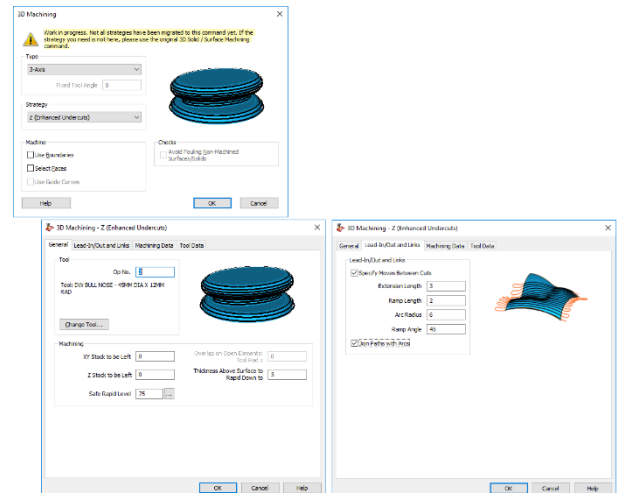 3D Machining
Work in progress. Not all strategies have been migrated to this command yet. If the
strategy you need is not here, please use the original 3D Solid / Surface Machining
command.
Type
3-Axis
Fixed Tool Angle 0
Strategy
Z (Enhanced Undercuts)
Machine
Use Boundaries
Select Faces
Use Guide Curves
Checks
Avoid Fouling Non-Machined
Surfaces/Solids
Help
OK
Cancel
3D Machining - Z (Enhanced Undercuts)
General
Lead-In/Out and Links
Machining Data
Tool Data
Tool
Op No.
Tool: DW BULL NOSE - 45MM DIA X 12MM
RAD
Change Tool...
Machining
XY Stock to be Left 0
Z Stock to be Left 0
Safe Rapid Level 75 ...
Overlap on Open Elements:
Tool Rad x 0
Thickness Above Surface to
Rapid Down to 3
OK
Cancel
Help
3D Machining - Z (Enhanced Undercuts)
General
Lead-In/Out and Links
Machining Data
Tool Data
Lead-In/Out and Links
Specify Moves Between Cuts
Extension Length 3
Ramp Length 2
Arc Radius 6
Ramp Angle 45
Join Paths with Arcs
OK
Cancel
Help